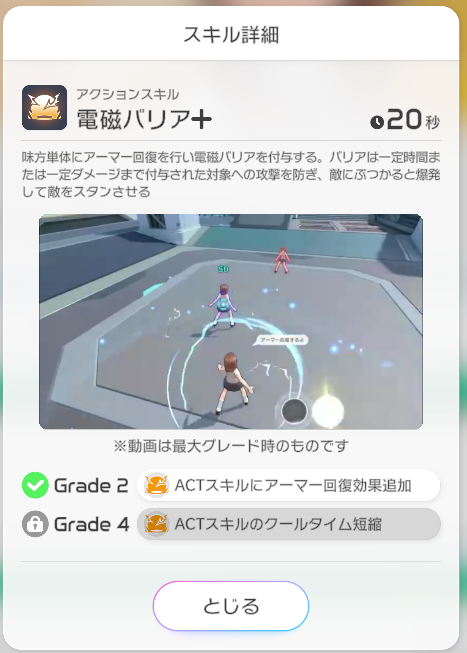 スキル詳細
アクションスキル
電磁バリア+
20秒
味方単体にアーマー回復を行い電磁バリアを付与する。バリアは一定時間ま
たは一定ダメージまで付与された対象への攻撃を防ぎ、敵にぶつかると爆発
して敵をスタンさせる
50
アーマー回復するよ
※動画は最大グレード時のものです
Grade 2 ACTスキルにアーマー回復効果追加
Grade 4 ACTスキルのクールタイム短縮
とじる